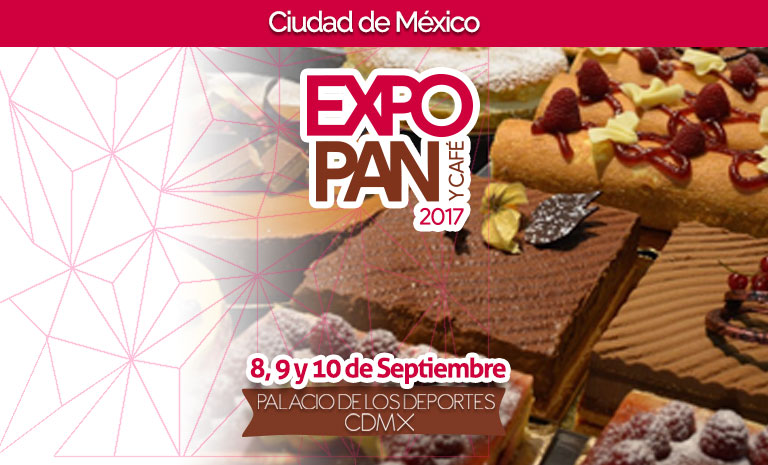 Ciudad de México
EXPO
PAN
Y CAFÉ
2017
8, 9 y 10 de Septiembre
PALACIO DE LOS DEPORTES
CDMX